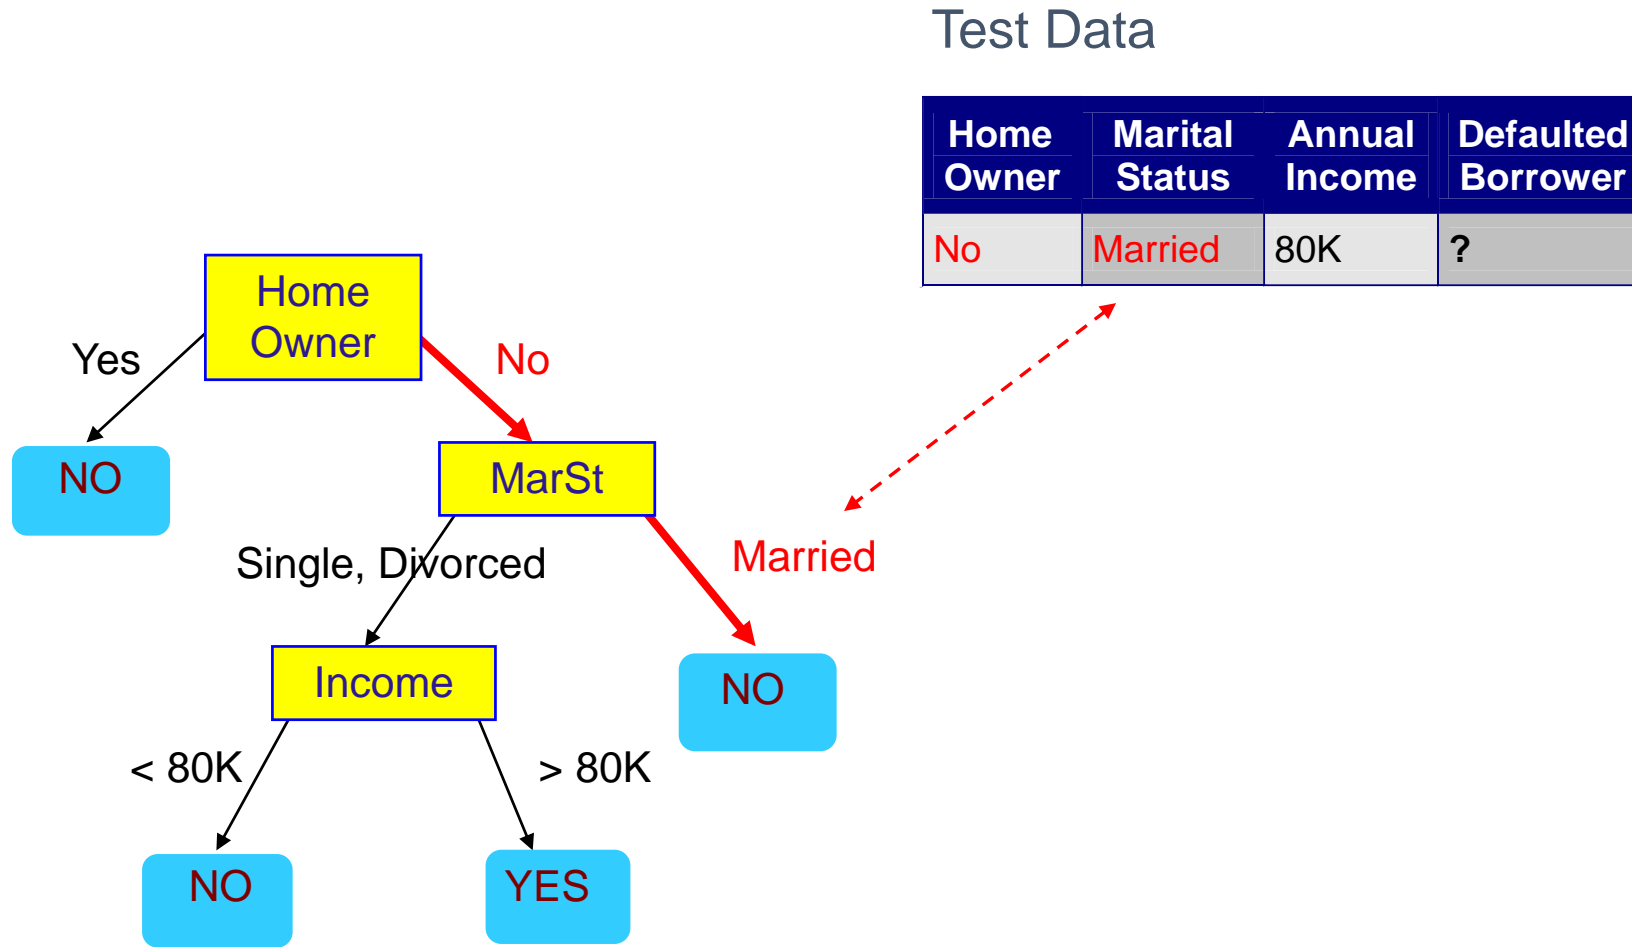 Test Data
Home Owner Marital Status Annual Income Defaulted Borrower
No Married 80K ?
Home
Owner
Yes No
NO
MarSt
Single, Divorced Married
Income
NO
< 80K > 80K
NO YES